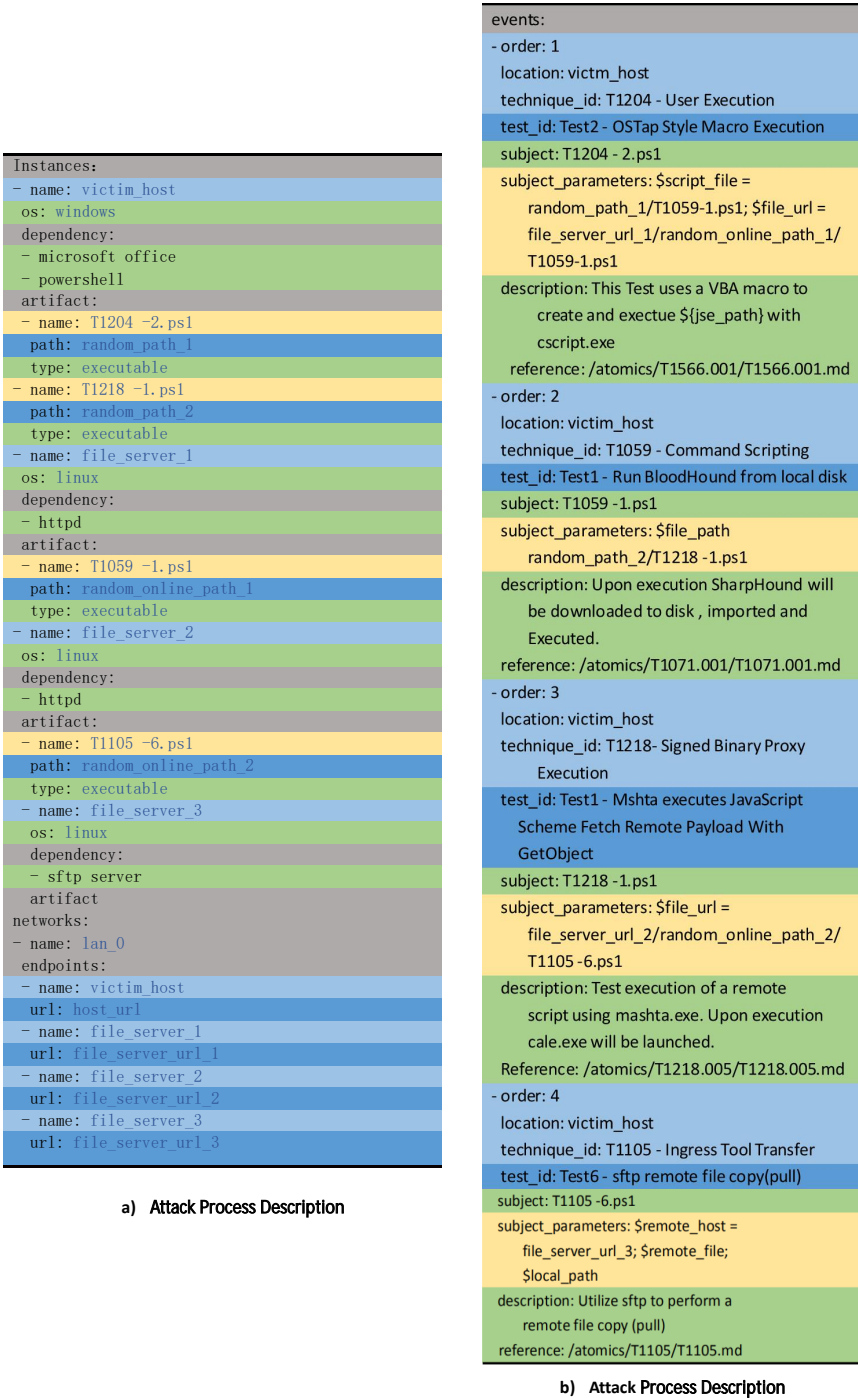 Instances:
- name: victim_host
os: windows
dependency:
- microsoft office
- powershell
artifact:
- name: T1204 -2.ps1
path: random_path_1
type: executable
- name: T1218 -1.ps1
path: random_path_2
type: executable
- name: file_server_1
os: linux
dependency:
- httpd
artifact:
- name: T1059 -1.ps1
path: random_online_path_1
type: executable
- name: file_server_2
os: linux
dependency:
- httpd
artifact:
- name: T1105 -6.ps1
path: random_online_path_2
type: executable
- name: file_server_3
os: linux
dependency:
- sftp server
artifact
networks:
- name: lan_0
endpoints:
- name: victim_host
url: host_url
- name: file_server_1
url: file_server_url_1
- name: file_server_2
url: file_server_url_2
- name: file_server_3
url: file_server_url_3
a) Attack Process Description
events:
- order: 1
location: victm_host
technique_id: T1204 - User Execution
test_id: Test2 - OSTap Style Macro Execution
subject: T1204 - 2.ps1
subject_parameters: $script_file =
random_path_1/T1059-1.ps1; $file_url =
file_server_url_1/random_online_path_1/
T1059-1.ps1
description: This Test uses a VBA macro to
create and exectue ${jse_path} with
cscript.exe
reference: /atomics/T1566.001/T1566.001.md
- order: 2
location: victim_host
technique_id: T1059 - Command Scripting
test_id: Test1 - Run BloodHound from local disk
subject: T1059 -1.ps1
subject_parameters: $file_path
random_path_2/T1218 -1.ps1
description: Upon execution SharpHound will
be downloaded to disk , imported and
Executed.
reference: /atomics/T1071.001/T1071.001.md
- order: 3
location: victim_host
technique_id: T1218- Signed Binary Proxy
Execution
test_id: Test1 - Mshta executes JavaScript
Scheme Fetch Remote Payload With
GetObject
subject: T1218 -1.ps1
subject_parameters: $file_url =
file_server_url_2/random_online_path_2/
T1105 -6.ps1
description: Test execution of a remote
script using mashta.exe. Upon execution
cale.exe will be launched.
Reference: /atomics/T1218.005/T1218.005.md
- order: 4
location: victim_host
technique_id: T1105 - Ingress Tool Transfer
test_id: Test6 - sftp remote file copy(pull)
subject: T1105 -6.ps1
subject_parameters: $remote_host =
file_server_url_3; $remote_file;
$local_path
description: Utilize sftp to perform a
remote file copy (pull)
reference: /atomics/T1105/T1105.md
b) Attack Process Description